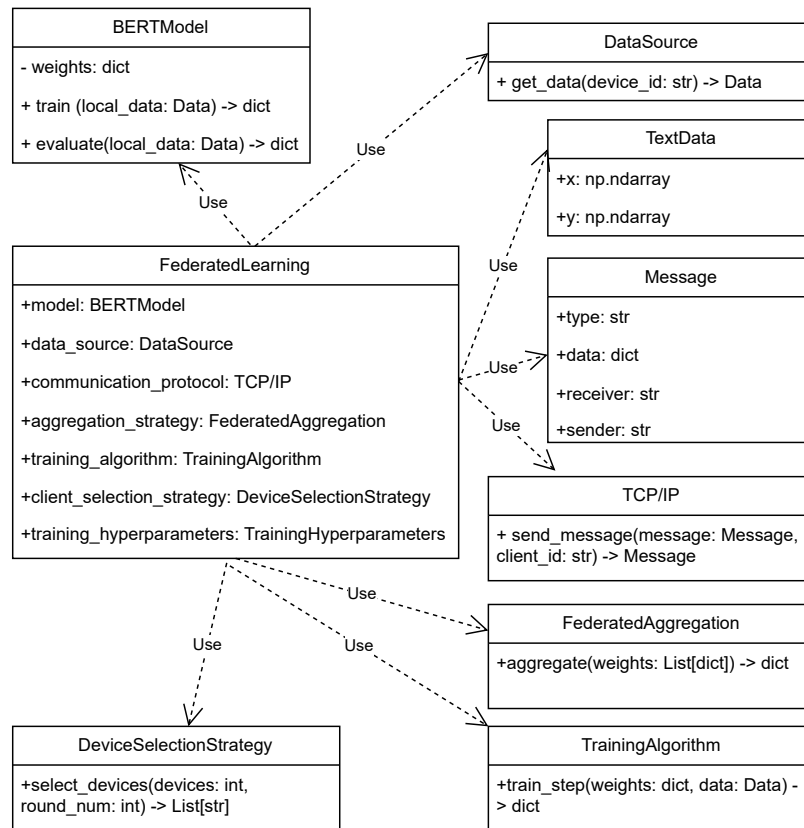 BERTModel
- weights: dict
+ train (local_data: Data) -> dict
+ evaluate(local_data: Data) -> dict
DataSource
+ get_data(device_id: str) -> Data
TextData
+x: np.ndarray
+y: np.ndarray
Use
Use
Use
FederatedLearning
+model: BERTModel
+data_source: DataSource
+communication_protocol: TCP/IP
+aggregation_strategy: FederatedAggregation
+training_algorithm: TrainingAlgorithm
+client_selection_strategy: DeviceSelectionStrategy
+training_hyperparameters: TrainingHyperparameters
Message
+type: str
+data: dict
+receiver: str
+sender: str
Use
Use
TCP/IP
+ send_message(message: Message,
client_id: str) -> Message
Use
Use
Use
FederatedAggregation
+aggregate(weights: List[dict]) -> dict
DeviceSelectionStrategy
+select_devices(devices: int,
round_num: int) -> List[str]
TrainingAlgorithm
+train_step(weights: dict, data: Data) -
> dict